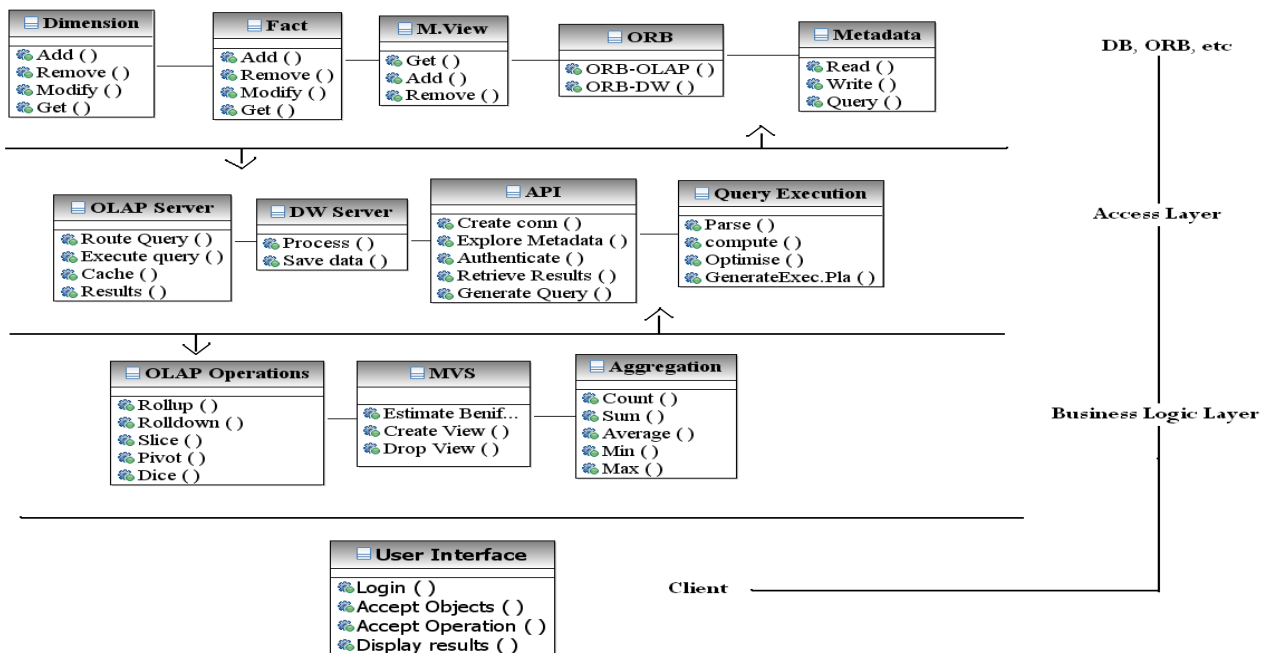 Dimension
Add ( )
Remove ( )
Modify ( )
Get ( )
Fact
Add ( )
Remove ( )
Modify ( )
Get ( )
M.View
Get ( )
Add ( )
Remove ( )
ORB
ORB-OLAP ( )
ORB-DW ( )
Metadata
Read ( )
Write ( )
Query ( )
DB, ORB, etc
OLAP Server
Route Query ( )
Execute query ( )
Cache ( )
Results ( )
DW Server
Process ( )
Save data ( )
API
Create conn ( )
Explore Metadata ( )
Authenticate ( )
Retrieve Results ( )
Generate Query ( )
Query Execution
Parse ( )
compute ( )
Optimise ( )
GenerateExec.Pla ( )
Access Layer
OLAP Operations
Rollup ( )
Rolldown ( )
Slice ( )
Pivot ( )
Dice ( )
MVS
Estimate Benif...
Create View ( )
Drop View ( )
Aggregation
Count ( )
Sum ( )
Average ( )
Min ( )
Max ( )
Business Logic Layer
User Interface
Login ( )
Accept Objects ( )
Accept Operation ( )
Display results ( )
Client